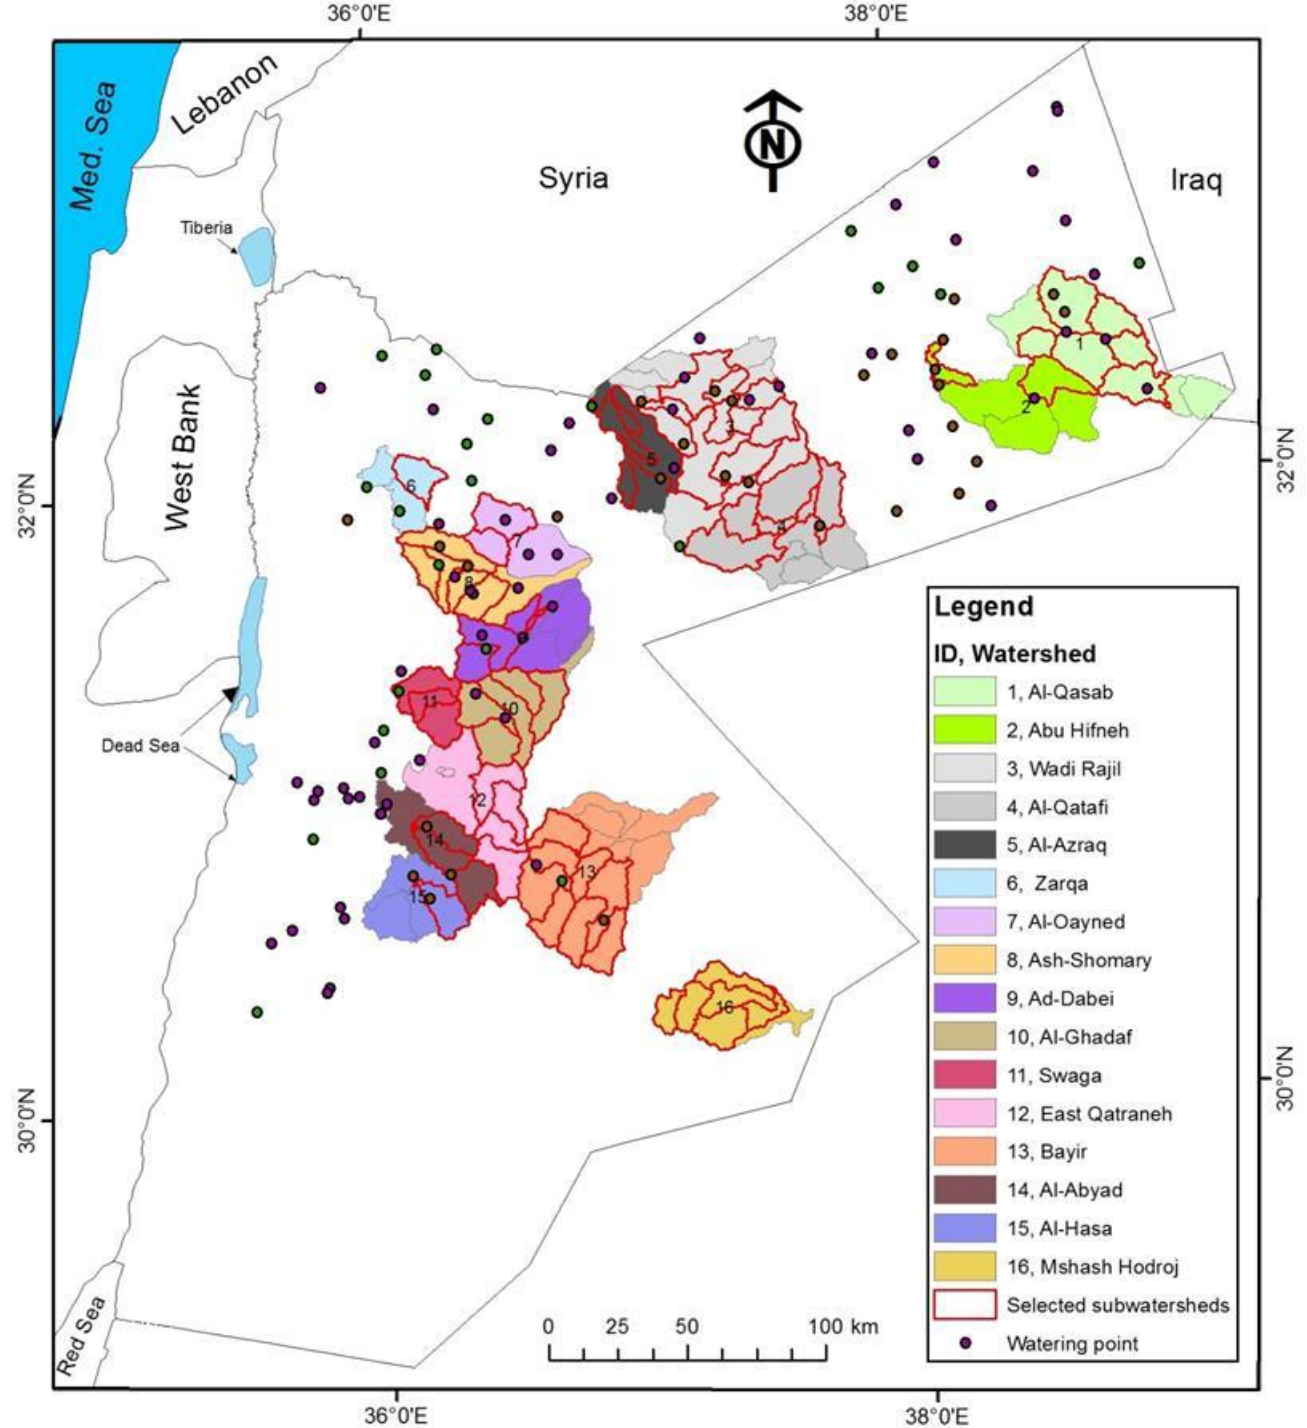 36°0'E
38°0'E
Med. Sea
Lebanon
Syria
Iraq
Tiberia
West Bank
32°0'N
32°0'N
1
2
3
5
4
6
7
8
11
10
Dead Sea
12
14
13
15
16
Legend
ID, Watershed
1, Al-Qasab
2, Abu Hifneh
3, Wadi Rajil
4, Al-Qatafi
5, Al-Azraq
6, Zarqa
7, Al-Oayned
8, Ash-Shomary
9, Ad-Dabei
10, Al-Ghadaf
11, Swaga
12, East Qatraneh
13, Bayir
14, Al-Abyad
15, Al-Hasa
16, Mshash Hodroj
Selected subwatersheds
Watering point
30°0'N
30°0'N
Red Sea
0 25 50 100 km
36°0'E
38°0'E
N